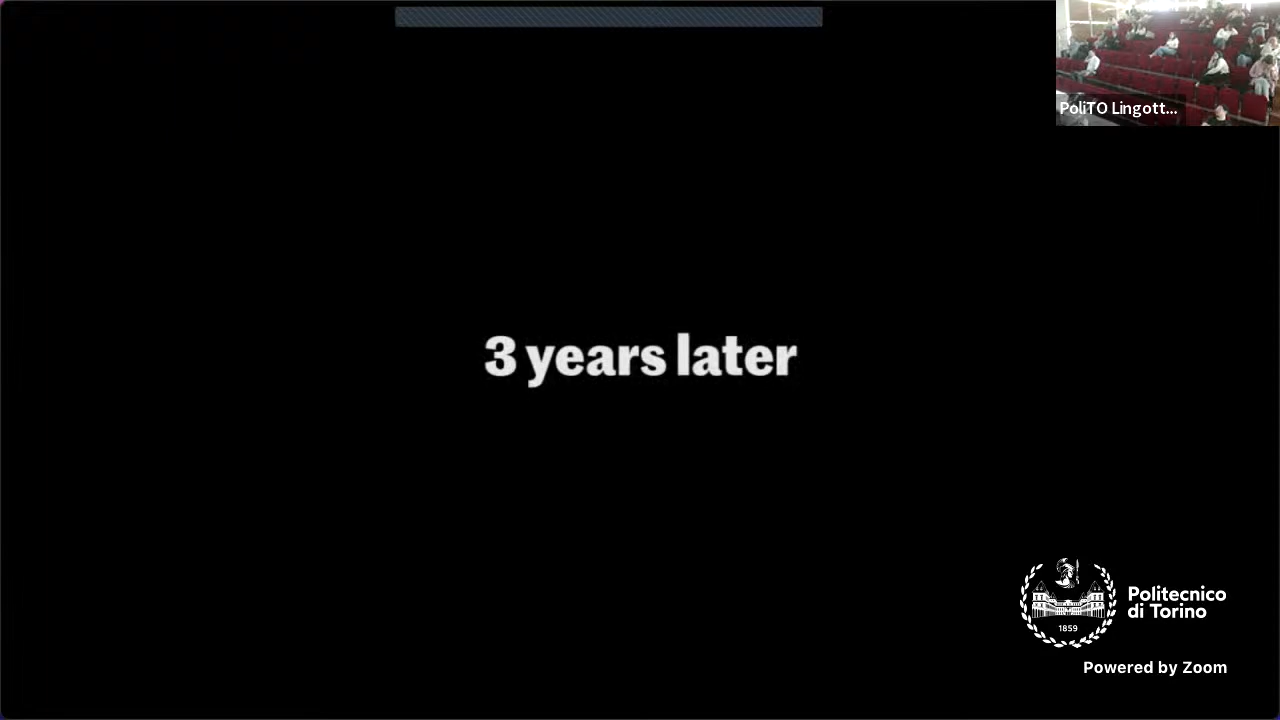 PoliTO Lingott...
3 years later
1859
Politecnico
di Torino
Powered by Zoom